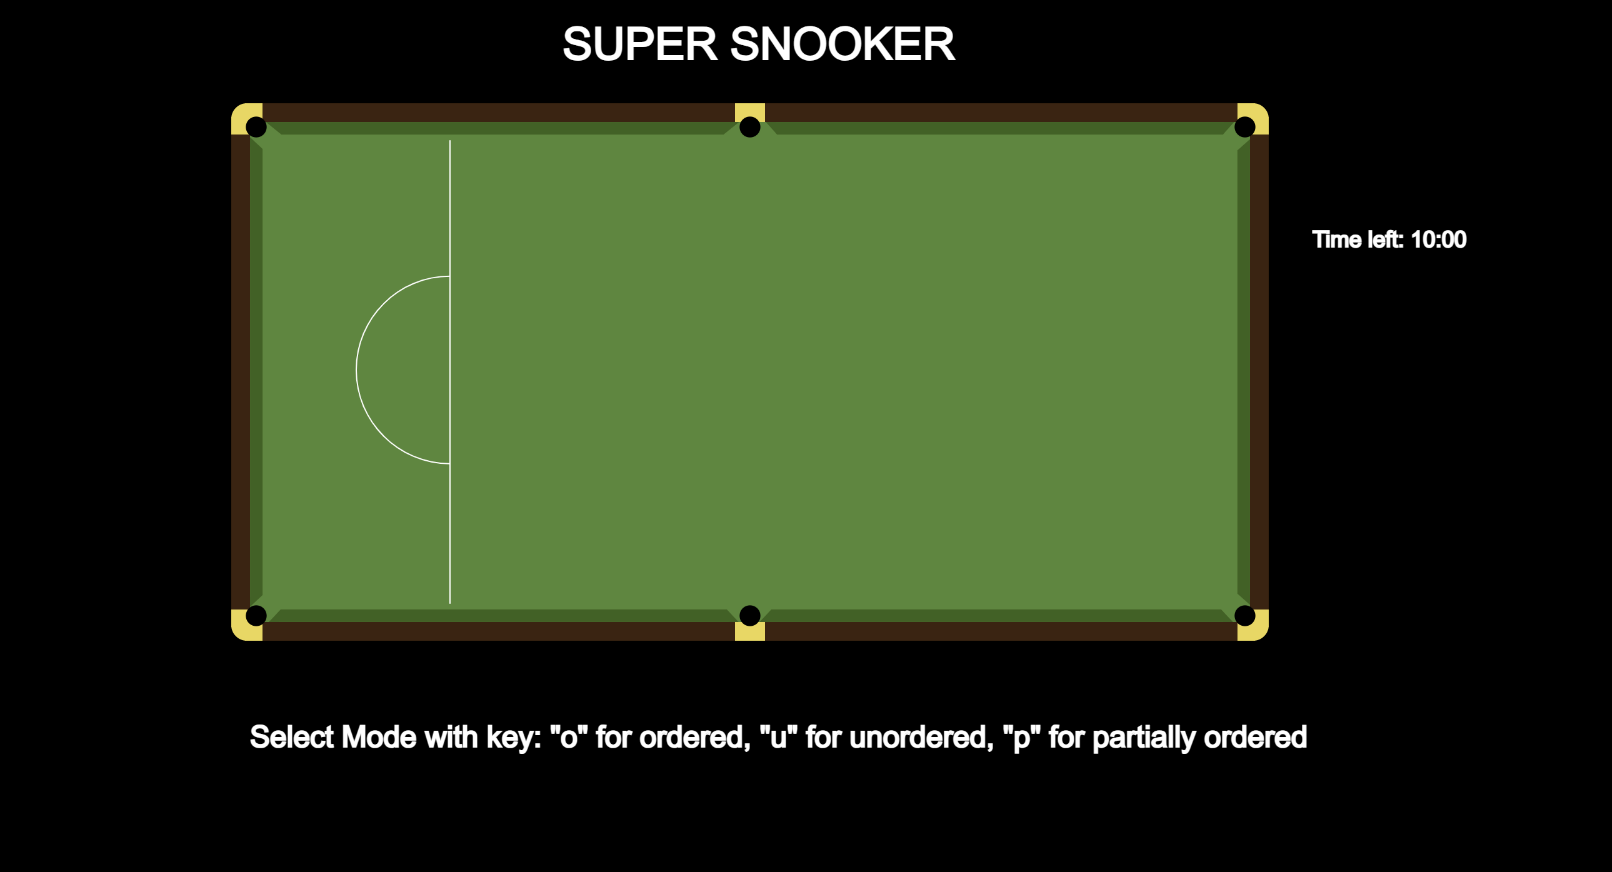 SUPER SNOOKER
Time left: 10:00
Select Mode with key: "o" for ordered, "u" for unordered, "p" for partially ordered